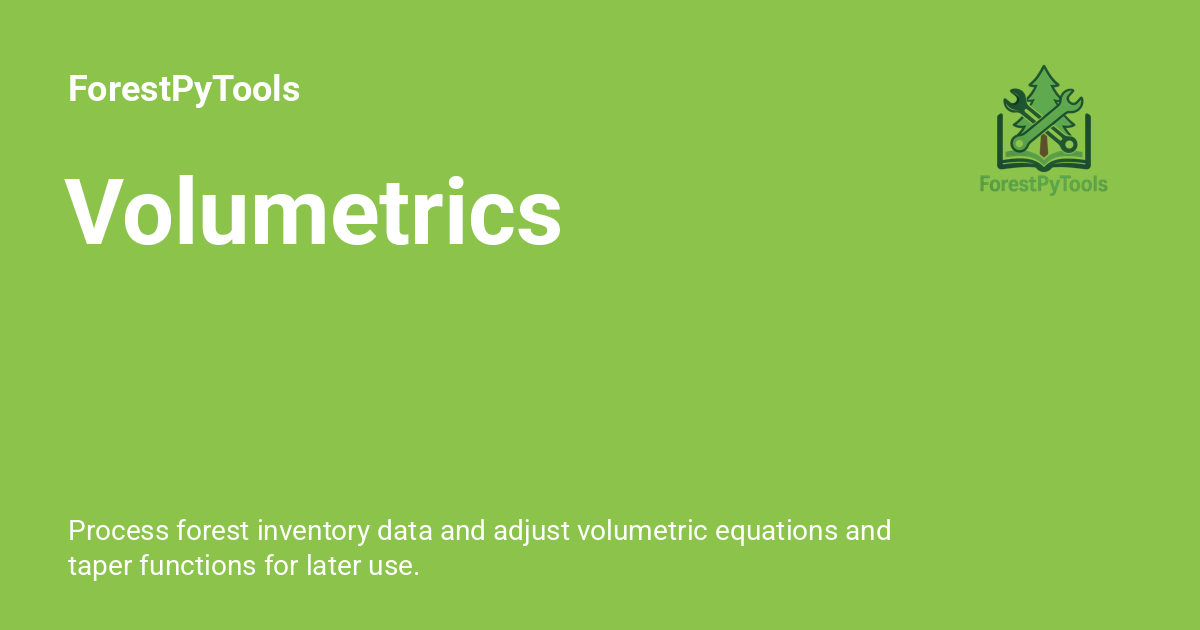 ForestPyTools
ForestPyTools
Volumetrics
Process forest inventory data and adjust volumetric equations and
taper functions for later use.